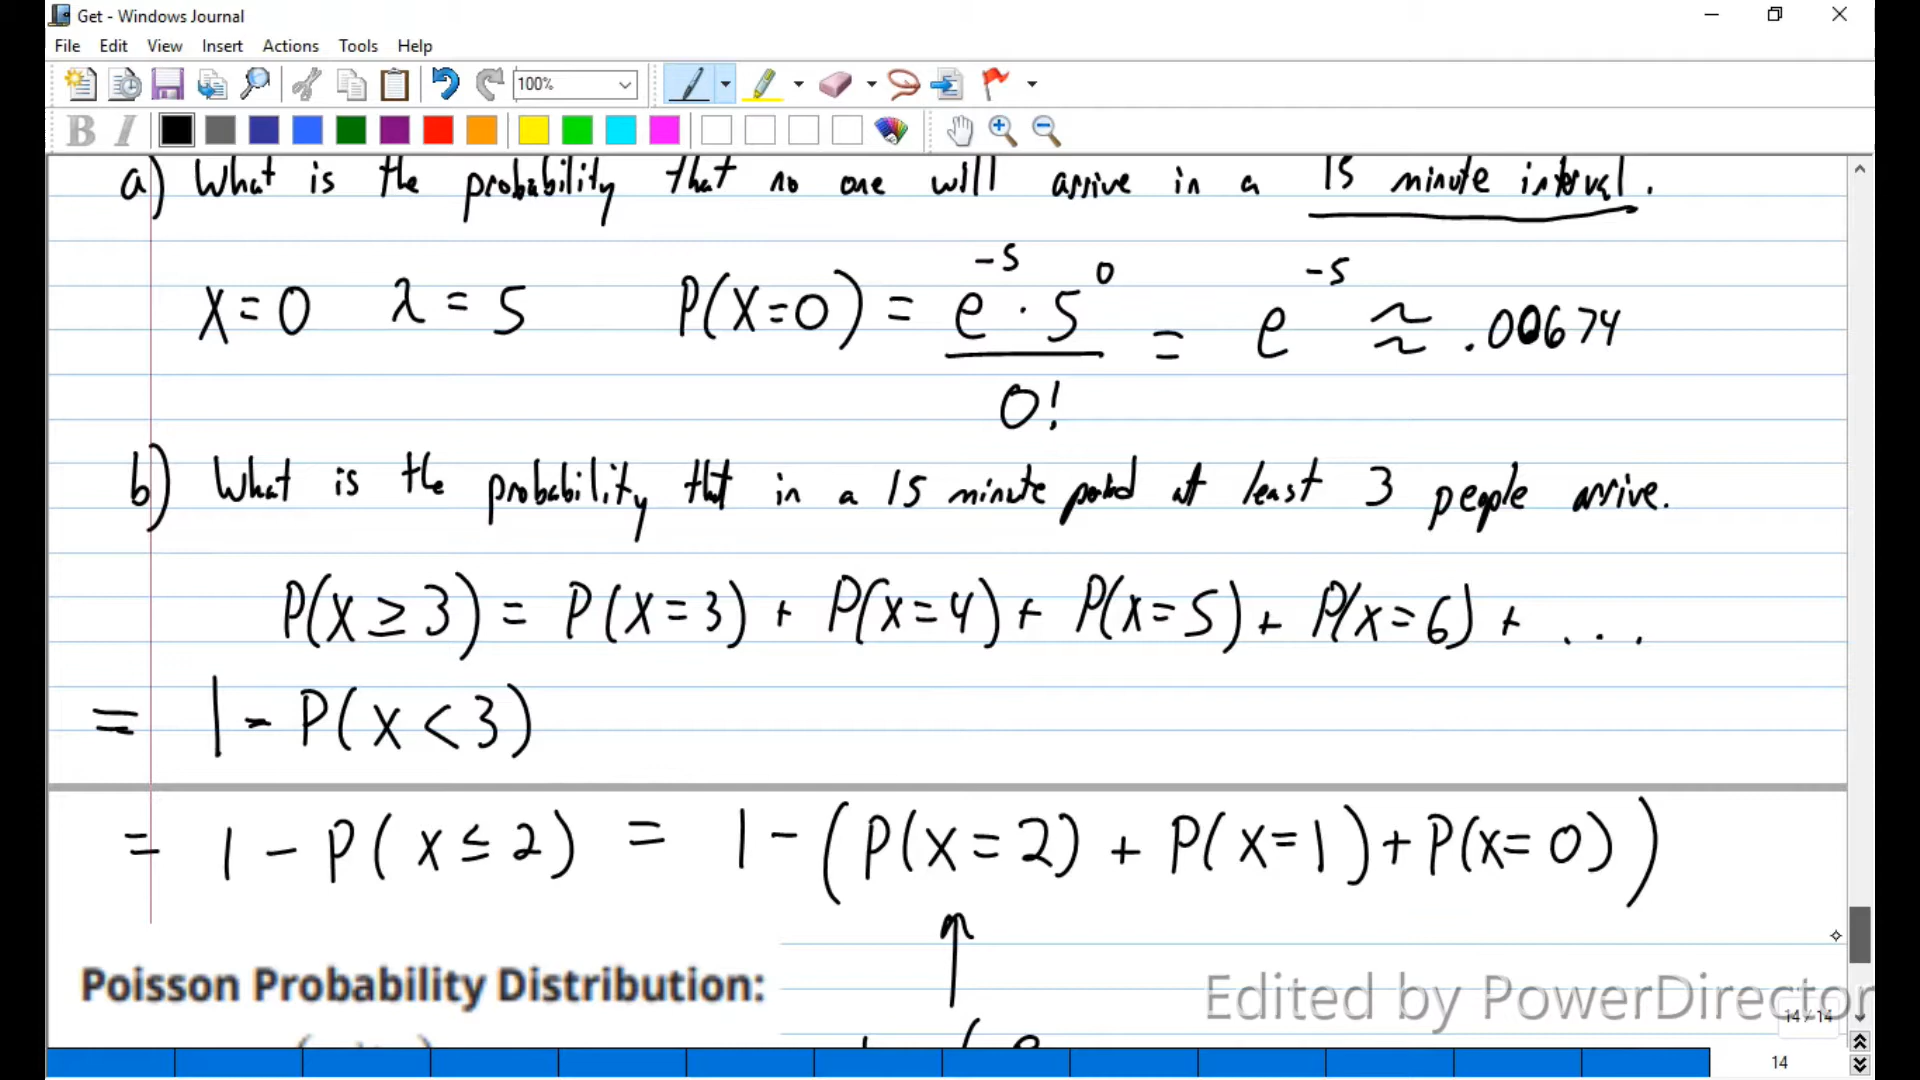 Get - Windows Journal
File Edit View Insert Actions Tools Help
100%
B I
a) What is the probability that no one will arrive in a 15 minute interval.
X=0 λ=5 P(X=0) = e^-5 · 5^0 / 0! = e^-5 ≈ .00674
b) What is the probability that in a 15 minute period at least 3 people arrive.
P(X≥3) = P(X=3) + P(X=4) + P(X=5) + P(X=6) + ...
= 1 - P(X<3)
= 1 - P(X≤2) = 1 - (P(X=2) + P(X=1) + P(X=0))
Poisson Probability Distribution:
Edited by PowerDirector
14 / 14
14